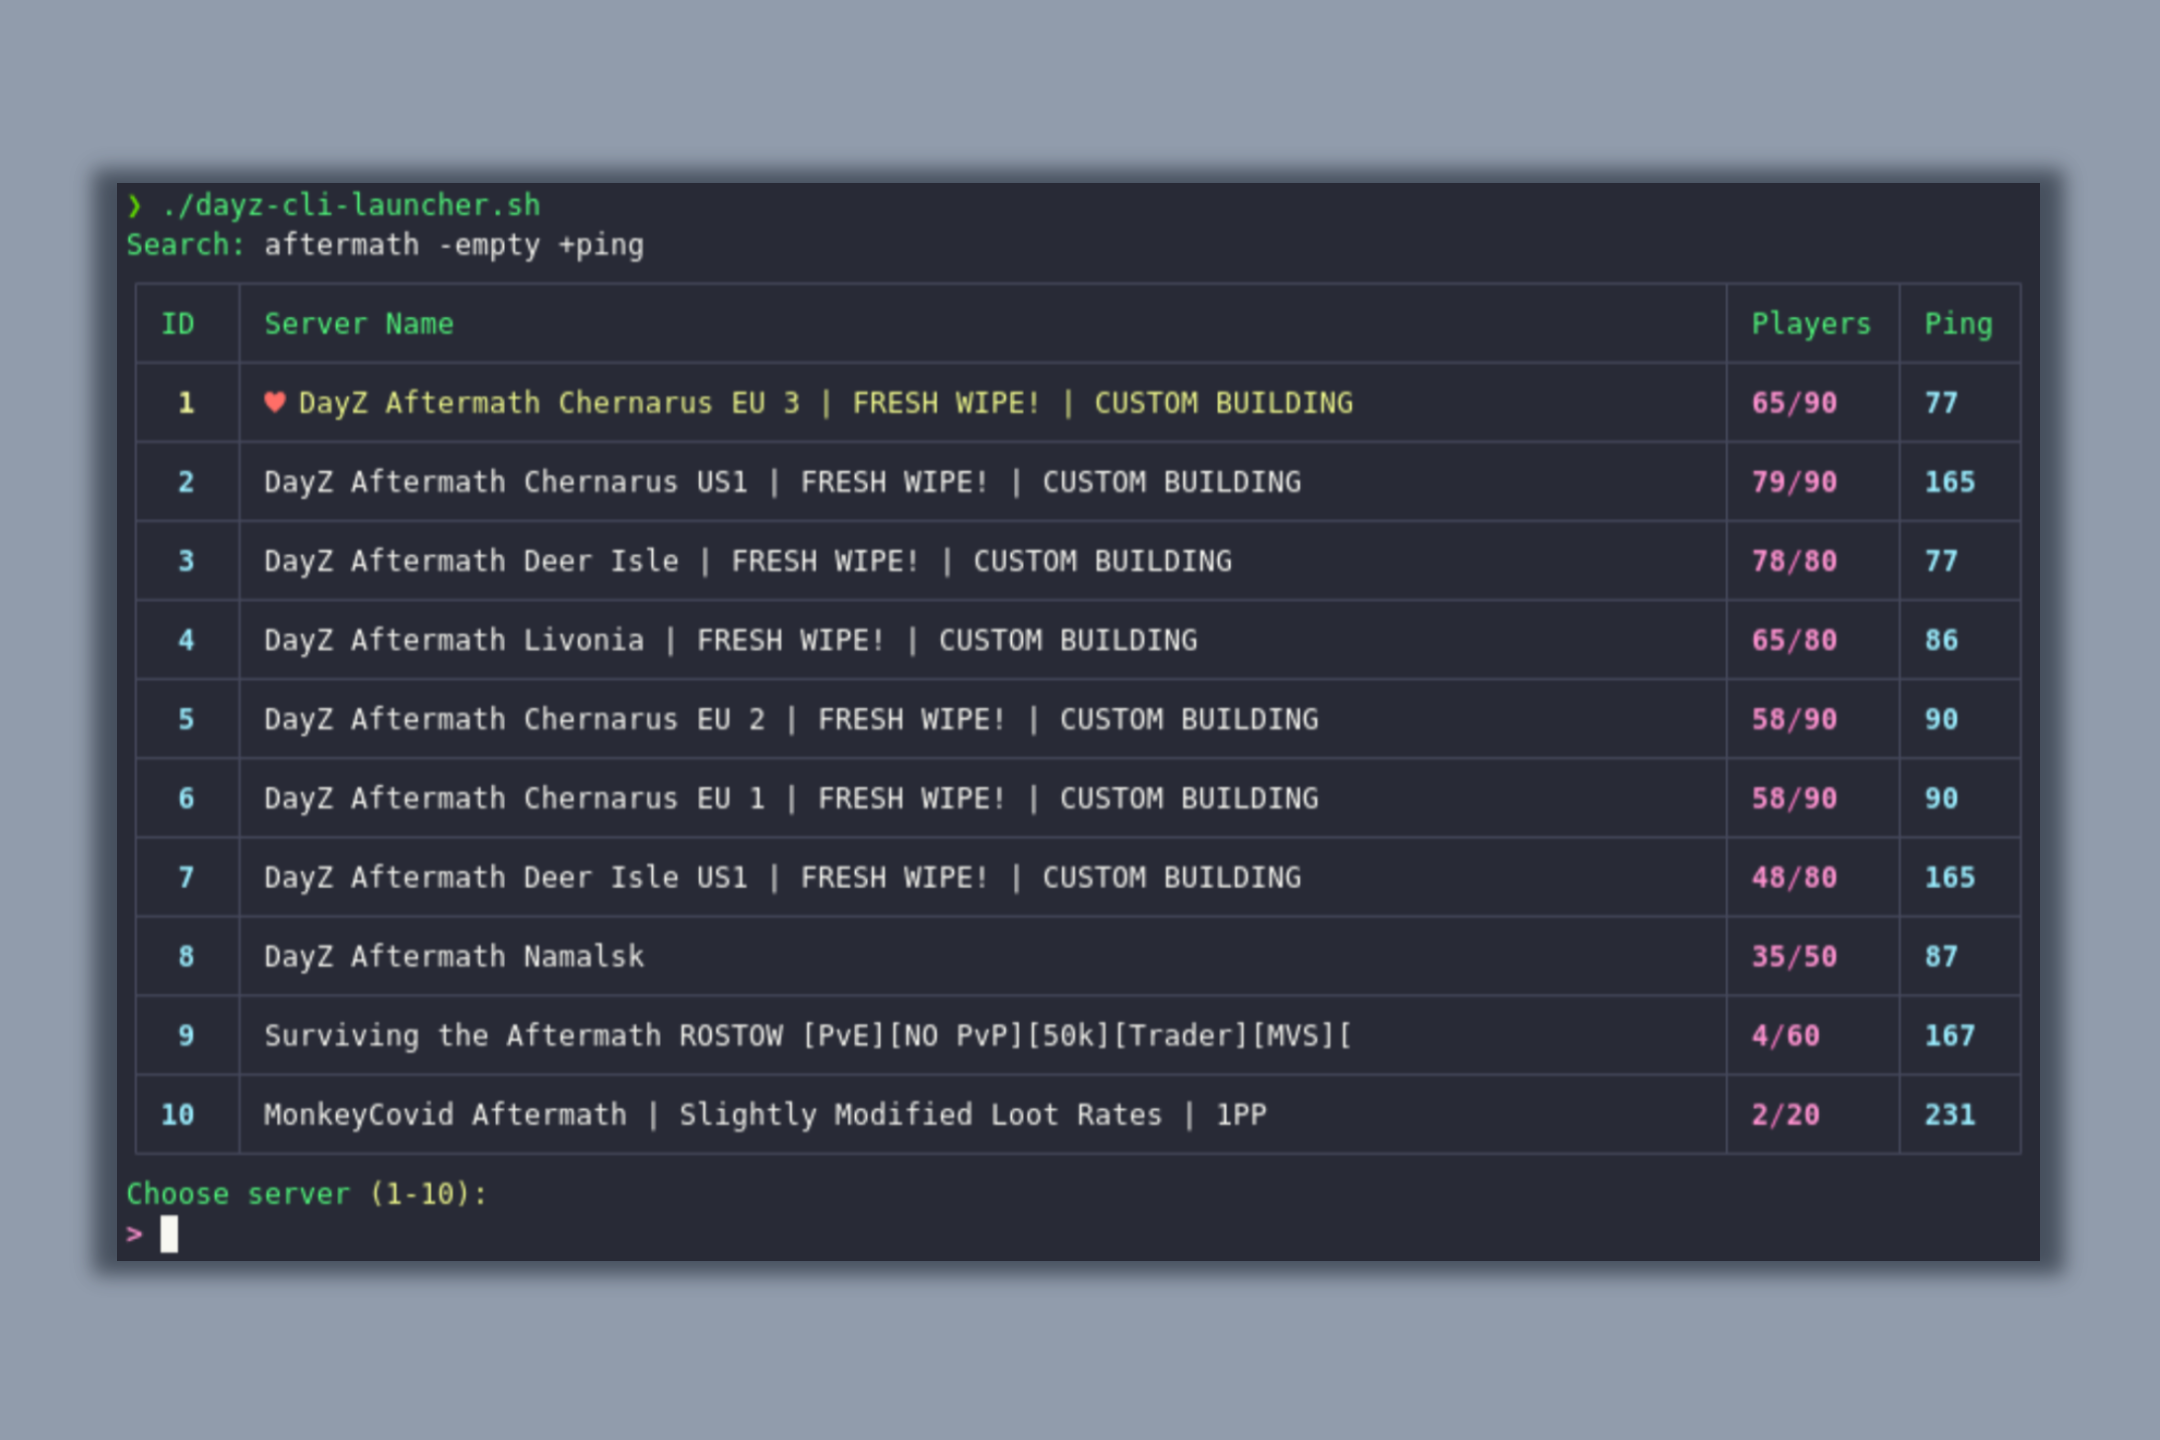 ❯ ./dayz-cli-launcher.sh
Search: aftermath -empty +ping
ID Server Name Players Ping
1 ♥ DayZ Aftermath Chernarus EU 3 | FRESH WIPE! | CUSTOM BUILDING 65/90 77
2 DayZ Aftermath Chernarus US1 | FRESH WIPE! | CUSTOM BUILDING 79/90 165
3 DayZ Aftermath Deer Isle | FRESH WIPE! | CUSTOM BUILDING 78/80 77
4 DayZ Aftermath Livonia | FRESH WIPE! | CUSTOM BUILDING 65/80 86
5 DayZ Aftermath Chernarus EU 2 | FRESH WIPE! | CUSTOM BUILDING 58/90 90
6 DayZ Aftermath Chernarus EU 1 | FRESH WIPE! | CUSTOM BUILDING 58/90 90
7 DayZ Aftermath Deer Isle US1 | FRESH WIPE! | CUSTOM BUILDING 48/80 165
8 DayZ Aftermath Namalsk 35/50 87
9 Surviving the Aftermath ROSTOW [PvE][NO PvP][50k][Trader][MVS][ 4/60 167
10 MonkeyCovid Aftermath | Slightly Modified Loot Rates | 1PP 2/20 231
Choose server (1-10):
>